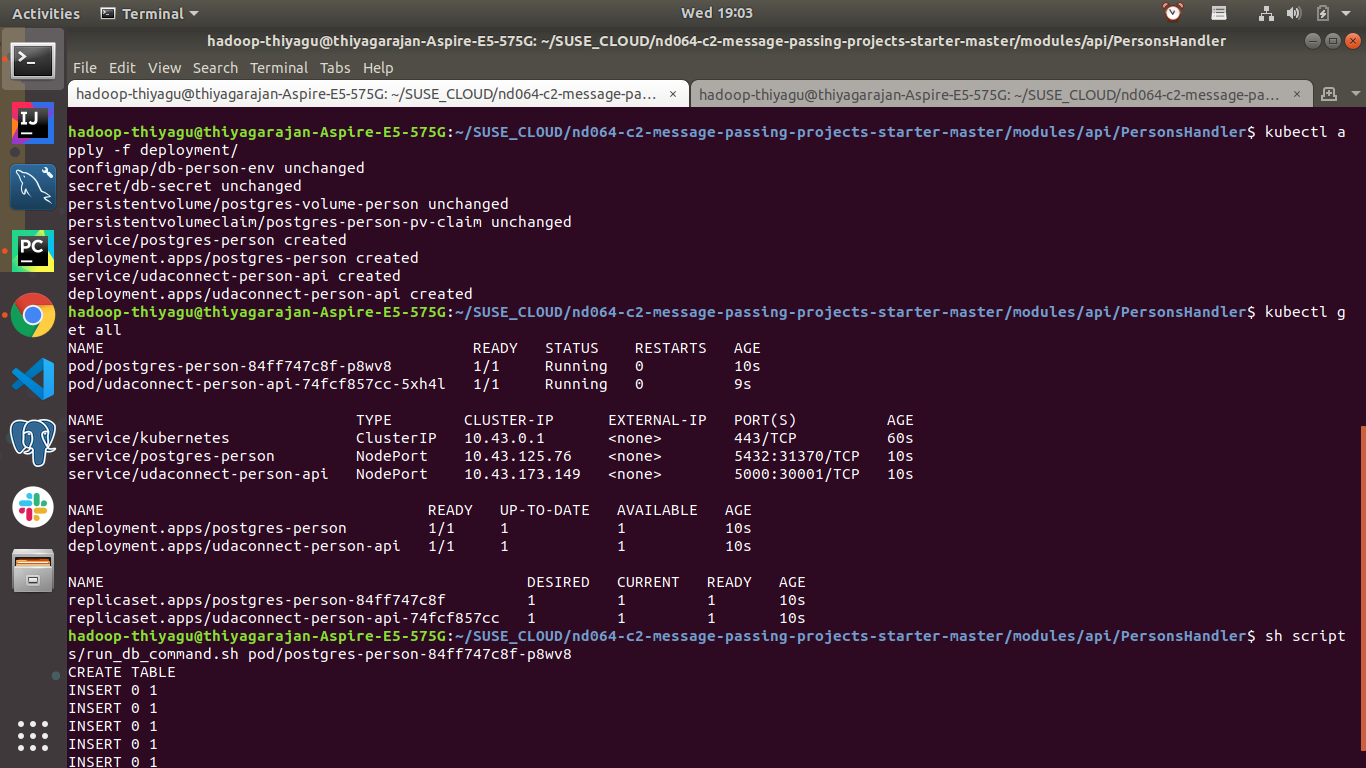 Activities Terminal Wed 19:03
hadoop-thiyagu@thiyagarajan-Aspire-E5-575G: ~/SUSE_CLOUD/nd064-c2-message-passing-projects-starter-master/modules/api/PersonsHandler
File Edit View Search Terminal Tabs Help
hadoop-thiyagu@thiyagarajan-Aspire-E5-575G: ~/SUSE_CLOUD/nd064-c2-message-pa... × hadoop-thiyagu@thiyagarajan-Aspire-E5-575G: ~/SUSE_CLOUD/nd064-c2-message-pa... ×
hadoop-thiyagu@thiyagarajan-Aspire-E5-575G:~/SUSE_CLOUD/nd064-c2-message-passing-projects-starter-master/modules/api/PersonsHandler$ kubectl a
pply -f deployment/
configmap/db-person-env unchanged
secret/db-secret unchanged
persistentvolume/postgres-volume-person unchanged
persistentvolumeclaim/postgres-person-pv-claim unchanged
service/postgres-person created
deployment.apps/postgres-person created
service/udaconnect-person-api created
deployment.apps/udaconnect-person-api created
hadoop-thiyagu@thiyagarajan-Aspire-E5-575G:~/SUSE_CLOUD/nd064-c2-message-passing-projects-starter-master/modules/api/PersonsHandler$ kubectl g
et all
NAME READY STATUS RESTARTS AGE
pod/postgres-person-84ff747c8f-p8wv8 1/1 Running 0 10s
pod/udaconnect-person-api-74fcf857cc-5xh4l 1/1 Running 0 9s
NAME TYPE CLUSTER-IP EXTERNAL-IP PORT(S) AGE
service/kubernetes ClusterIP 10.43.0.1 <none> 443/TCP 60s
service/postgres-person NodePort 10.43.125.76 <none> 5432:31370/TCP 10s
service/udaconnect-person-api NodePort 10.43.173.149 <none> 5000:30001/TCP 10s
NAME READY UP-TO-DATE AVAILABLE AGE
deployment.apps/postgres-person 1/1 1 1 10s
deployment.apps/udaconnect-person-api 1/1 1 1 10s
NAME DESIRED CURRENT READY AGE
replicaset.apps/postgres-person-84ff747c8f 1 1 1 10s
replicaset.apps/udaconnect-person-api-74fcf857cc 1 1 1 10s
hadoop-thiyagu@thiyagarajan-Aspire-E5-575G:~/SUSE_CLOUD/nd064-c2-message-passing-projects-starter-master/modules/api/PersonsHandler$ sh script
s/run_db_command.sh pod/postgres-person-84ff747c8f-p8wv8
CREATE TABLE
INSERT 0 1
INSERT 0 1
INSERT 0 1
INSERT 0 1
INSERT 0 1
IJ
PC